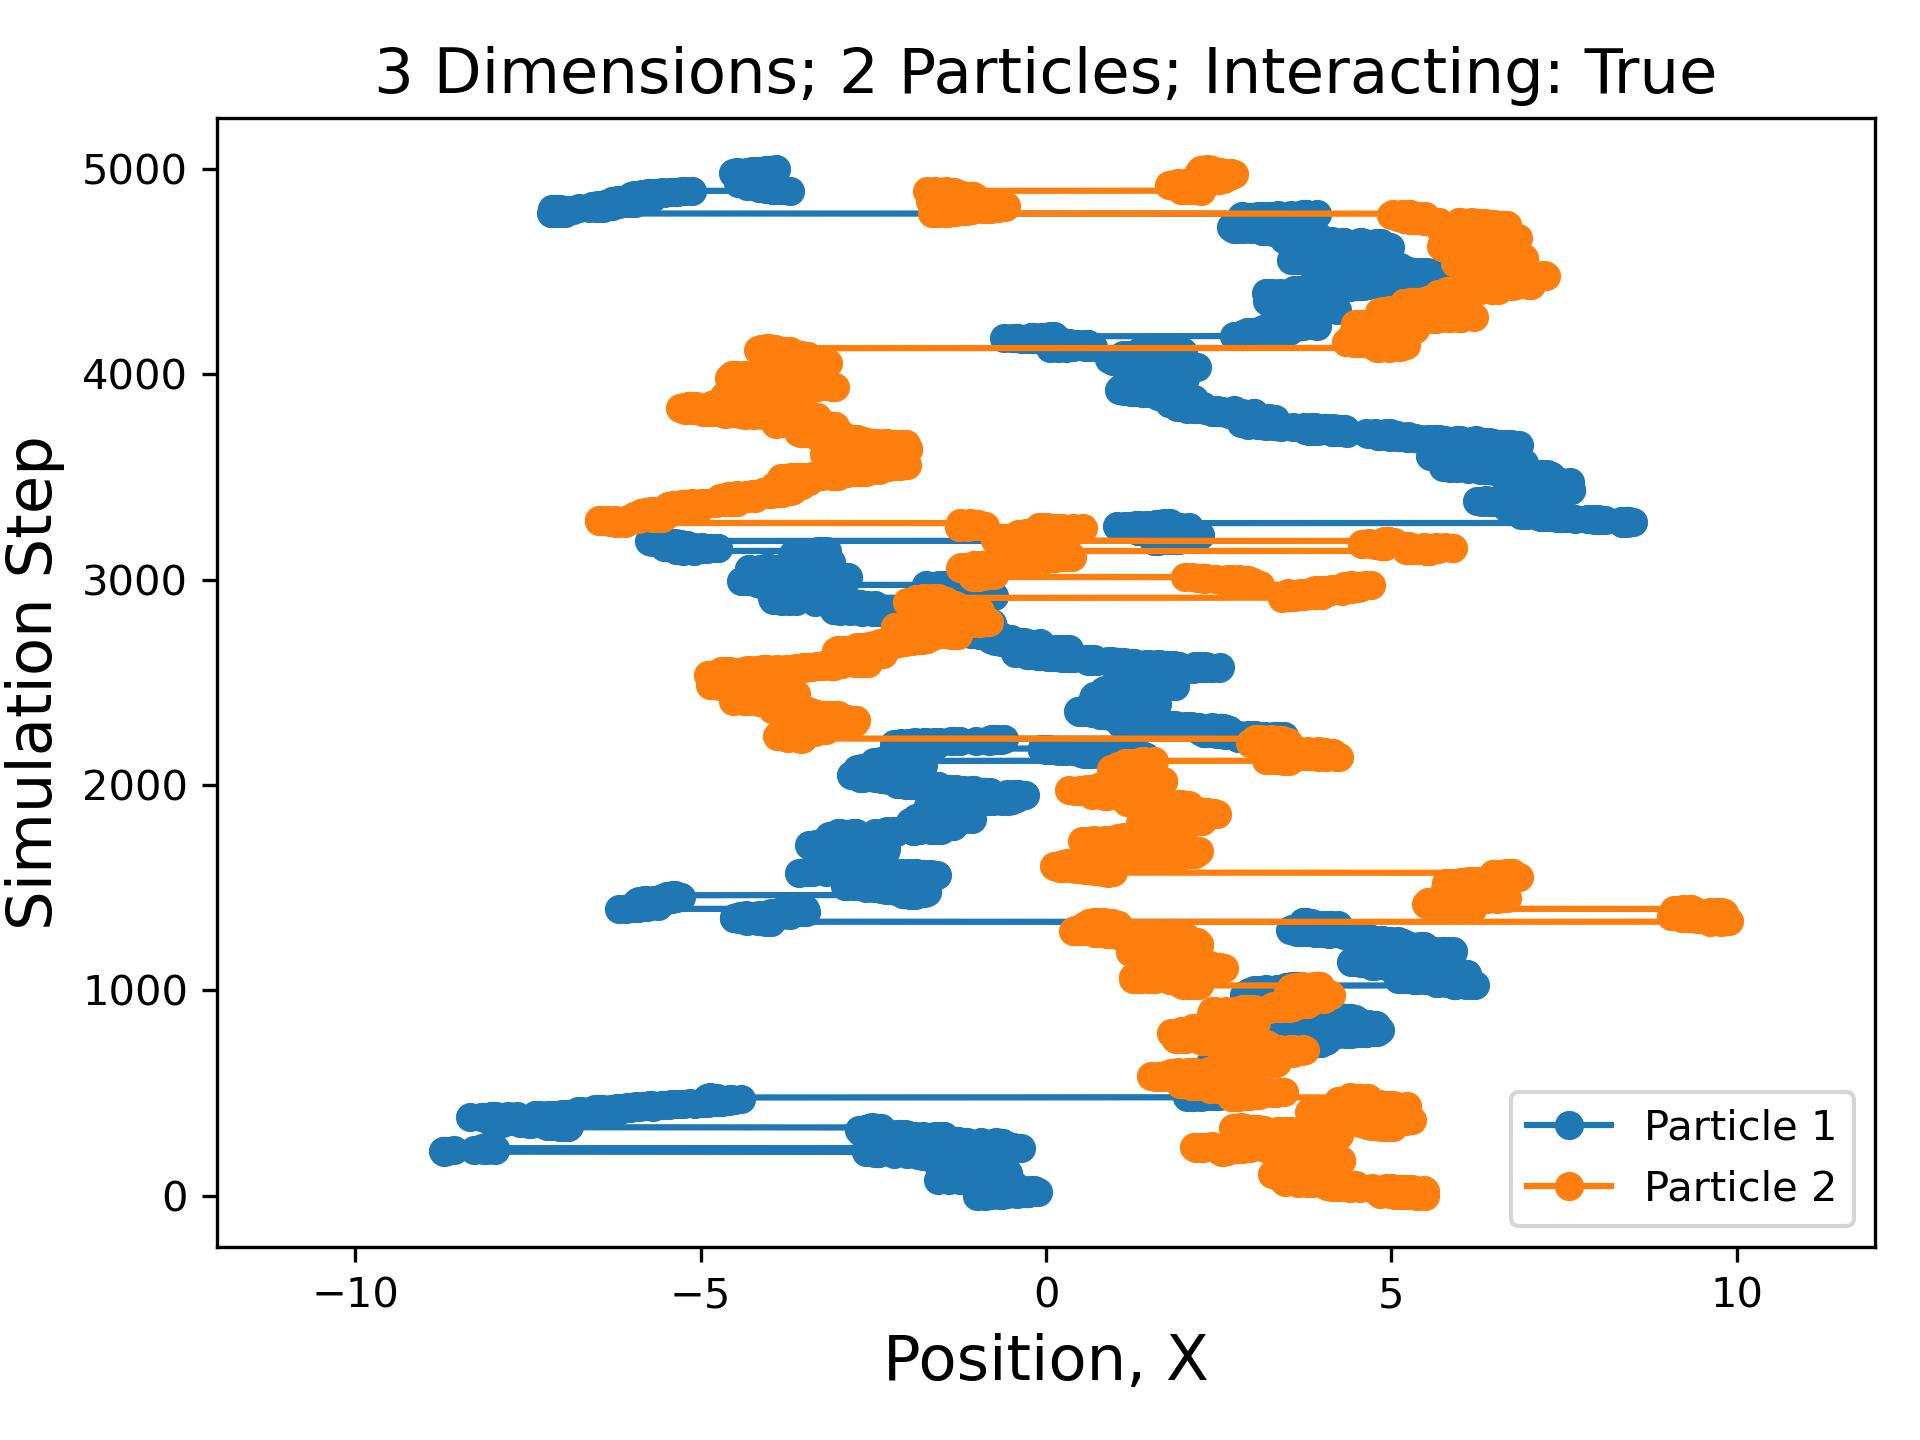 3 Dimensions; 2 Particles; Interacting: True
Simulation Step
5000
4000
3000
2000
1000
0
Particle 1
Particle 2
−10
−5
0
5
10
Position, X